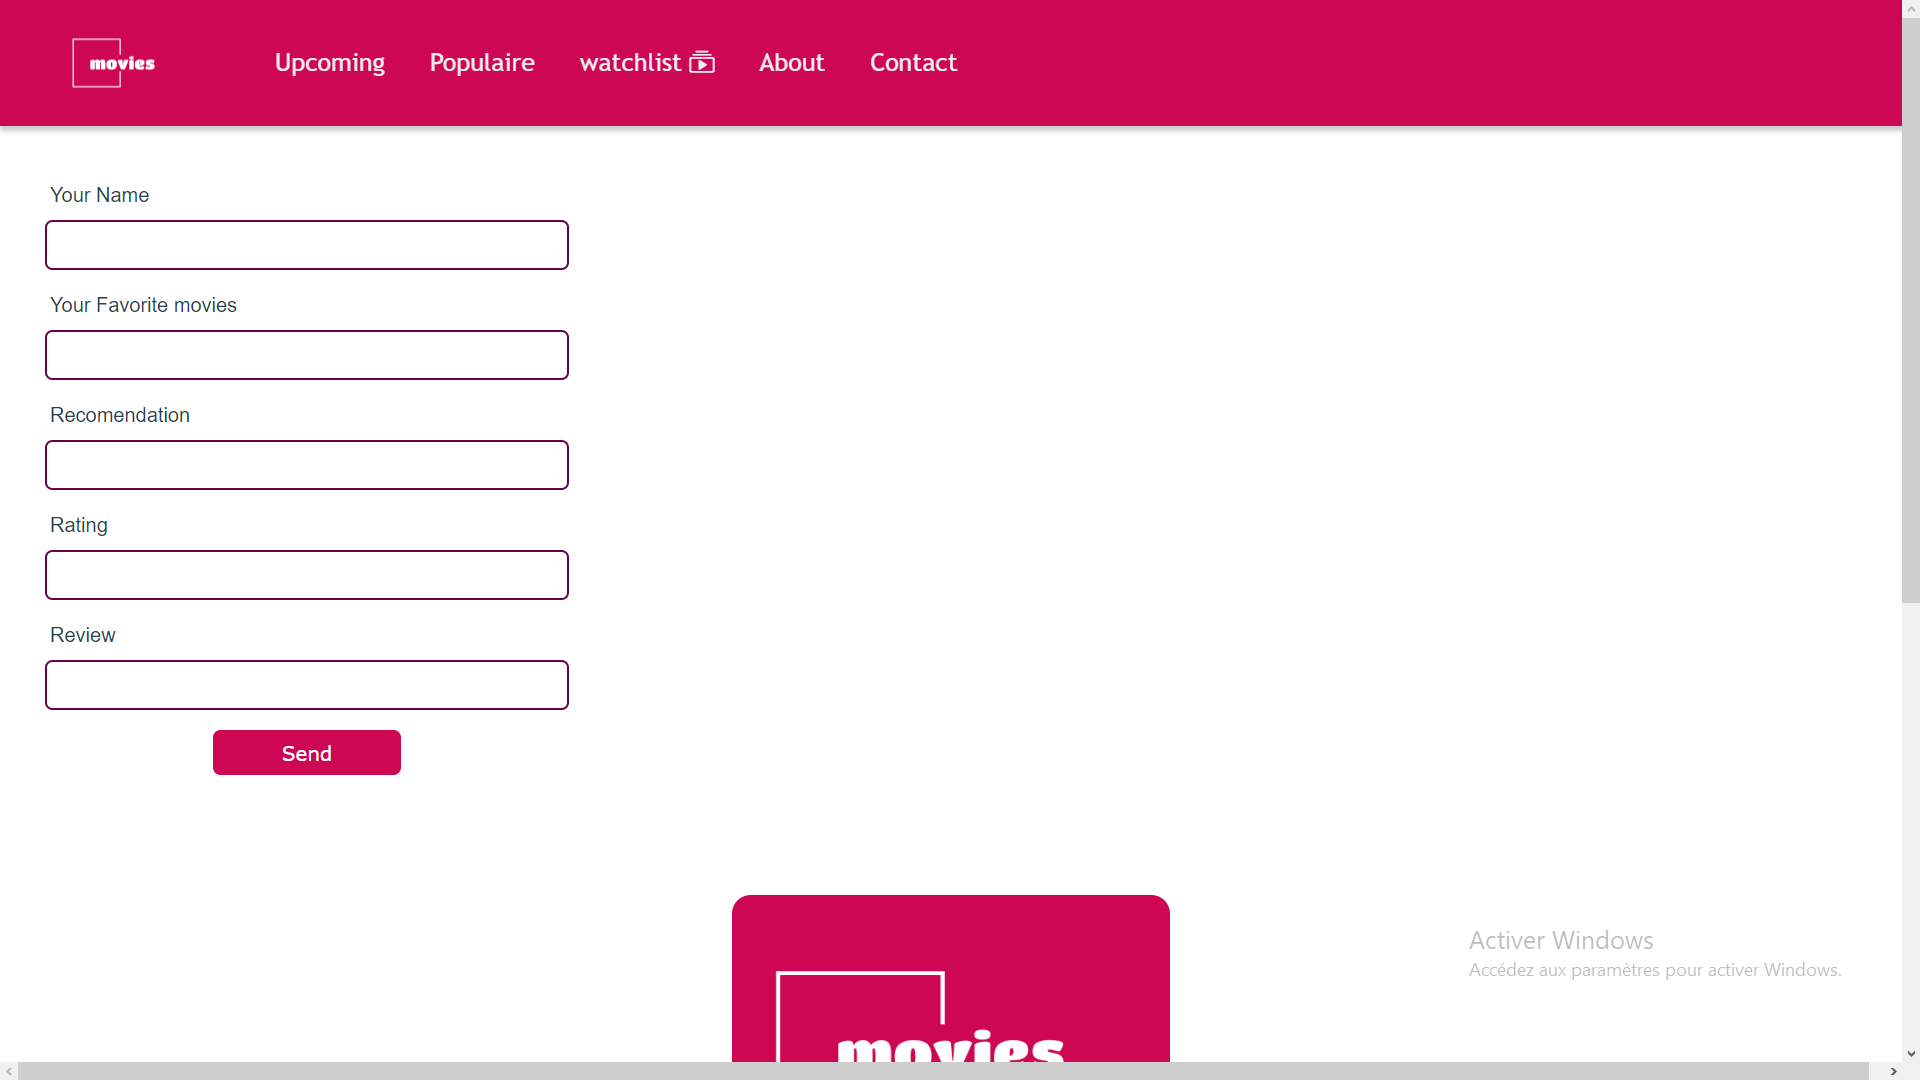 movies
Upcoming
Populaire
watchlist
About
Contact
Your Name
Your Favorite movies
Recomendation
Rating
Review
Send
movies
Activer Windows
Accédez aux paramètres pour activer Windows.